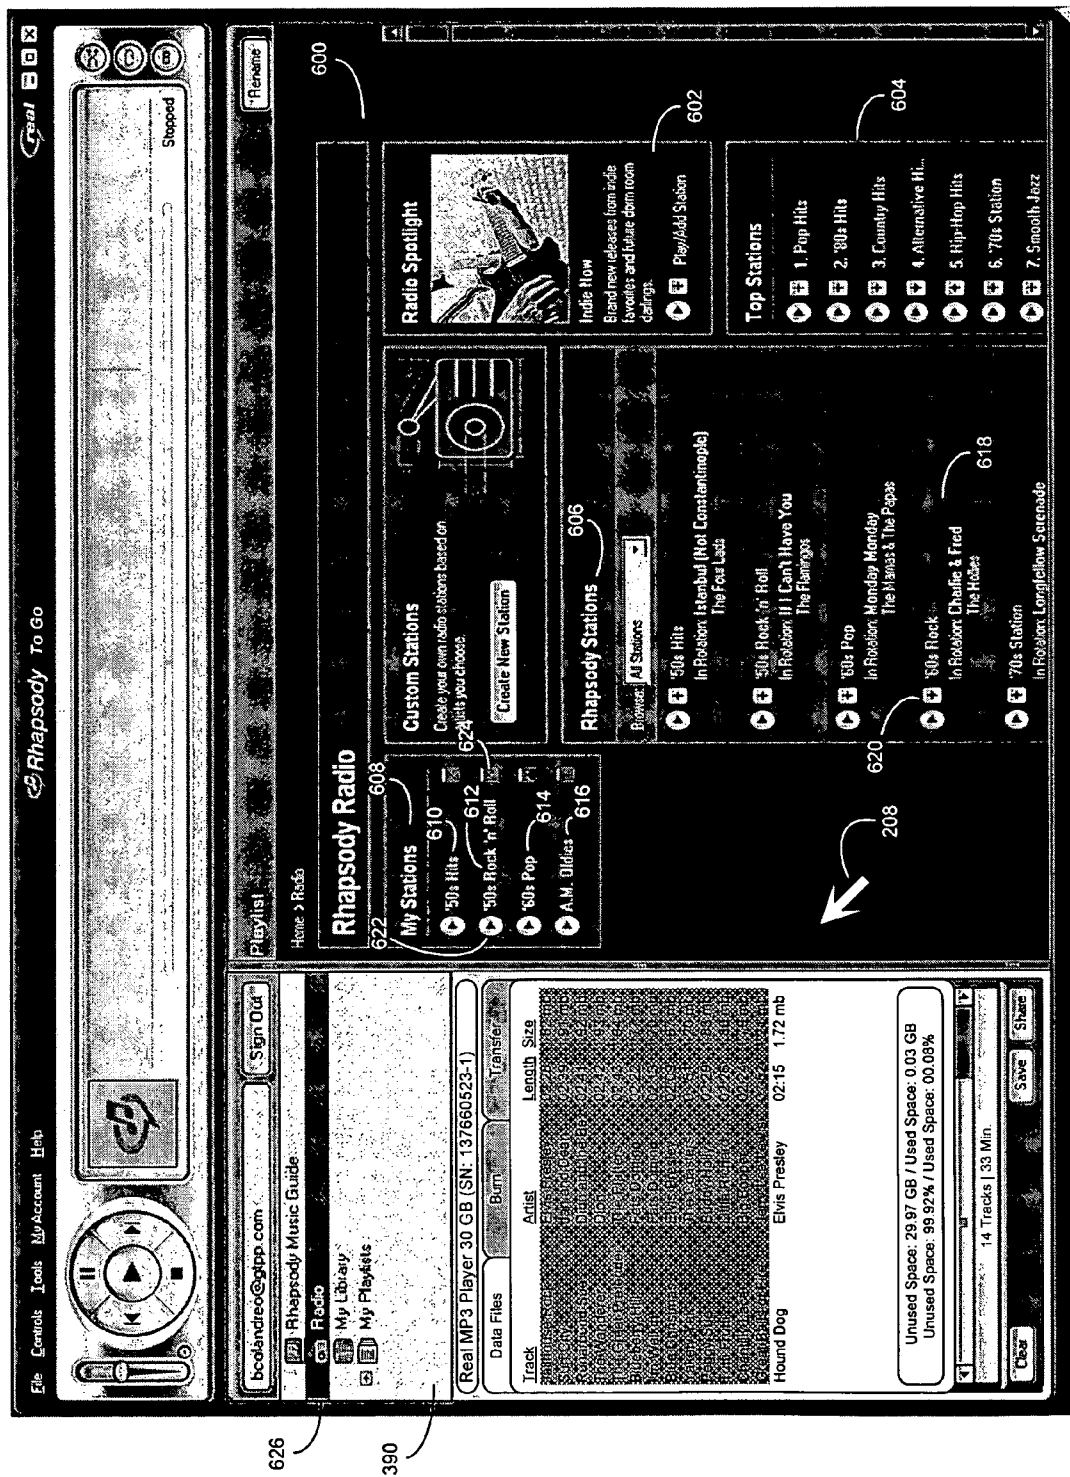 Rhapsody To Go
real
File Controls Tools My Account Help
Stopped
bcolandreo@gtpp.com
Sign Out
Rhapsody Music Guide
Radio
My Library
My Playlists
626
390
Real MP3 Player 30 GB (SN: 137660523-1)
Data Files
Burn
Transfer
Track Artist Length Size
Hound Dog Elvis Presley 02:15 1.72 mb
Unused Space: 29.97 GB / Used Space: 0.03 GB
Unused Space: 99.92% / Used Space: 00.08%
14 Tracks | 33 Min.
Clear
Save
Share
Playlist
Rename
Home > Radio
600
Rhapsody Radio
622
My Stations
608
'50s Hits
610
'50s Rock 'n' Roll
612
624
'60s Pop
614
A.M. Oldies
616
208
Custom Stations
Create your own radio stations based on
you choose.
Create New Station
Rhapsody Stations
606
Browse: All Stations
'50s Hits
In Rotation: Istanbul (Not Constantinople)
The Four Lads
'50s Rock 'n' Roll
In Rotation: If I Can't Have You
The Flamingos
'60s Pop
In Rotation: Monday Monday
The Mamas & The Papas
620
'60s Rock
In Rotation: Charlie & Fred
The Hollies
618
'70s Station
In Rotation: Longfellow Serenade
Radio Spotlight
Indie Now
Brand new releases from indie
favorites and future dorm room
darlings.
Play/Add Station
602
Top Stations
604
1. Pop Hits
2. '80s Hits
3. Country Hits
4. Alternative Hi...
5. Hip-Hop Hits
6. '70s Station
7. Smooth Jazz